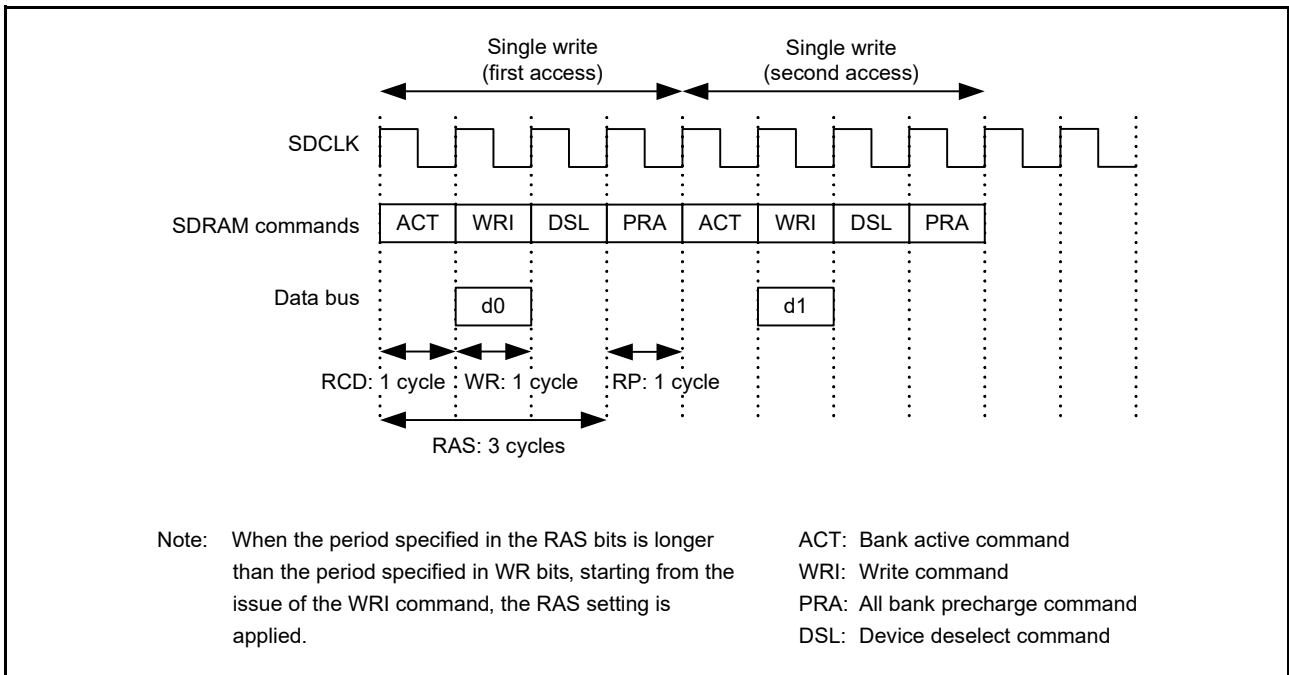 Single write
(first access)
Single write
(second access)
SDCLK
SDRAM commands
ACT WRI DSL PRA ACT WRI DSL PRA
Data bus
d0 d1
RCD: 1 cycle WR: 1 cycle RP: 1 cycle
RAS: 3 cycles
Note: When the period specified in the RAS bits is longer
than the period specified in WR bits, starting from the
issue of the WRI command, the RAS setting is
applied.
ACT: Bank active command
WRI: Write command
PRA: All bank precharge command
DSL: Device deselect command